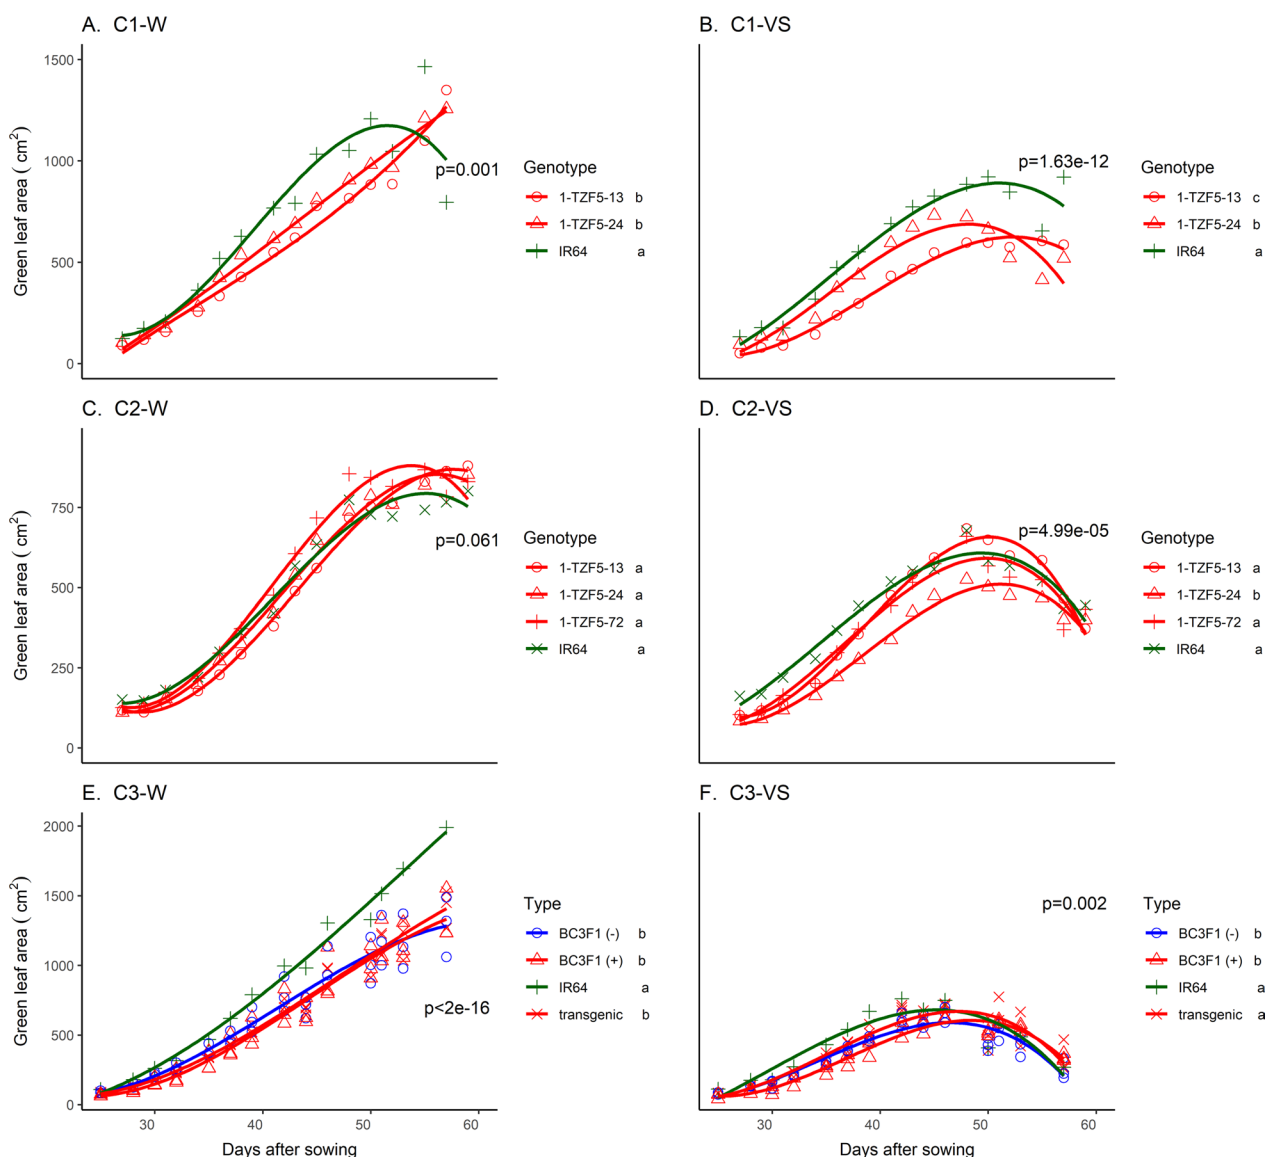 A. C1-W
B. C1-VS
Green leaf area ( cm2)
1500
1000
500
0
p=0.001
Genotype
1-TZF5-13 b
1-TZF5-24 b
IR64 a
p=1.63e-12
Genotype
1-TZF5-13 c
1-TZF5-24 b
IR64 a
C. C2-W
D. C2-VS
Green leaf area ( cm2)
750
500
250
0
p=0.061
Genotype
1-TZF5-13 a
1-TZF5-24 a
1-TZF5-72 a
IR64 a
p=4.99e-05
Genotype
1-TZF5-13 a
1-TZF5-24 b
1-TZF5-72 a
IR64 a
E. C3-W
F. C3-VS
Green leaf area ( cm2)
2000
1500
1000
500
0
p<2e-16
Type
BC3F1 (-) b
BC3F1 (+) b
IR64 a
transgenic b
p=0.002
Type
BC3F1 (-) b
BC3F1 (+) b
IR64 a
transgenic a
30 40 50 60
30 40 50 60
Days after sowing
Days after sowing